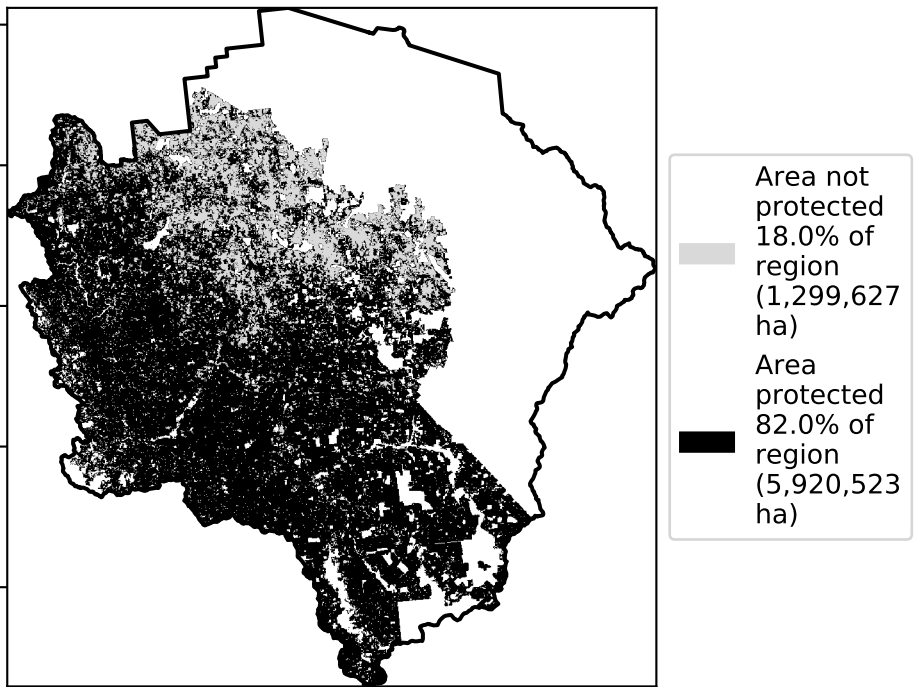 Area not
protected
18.0% of
region
(1,299,627
ha)
Area
protected
82.0% of
region
(5,920,523
ha)